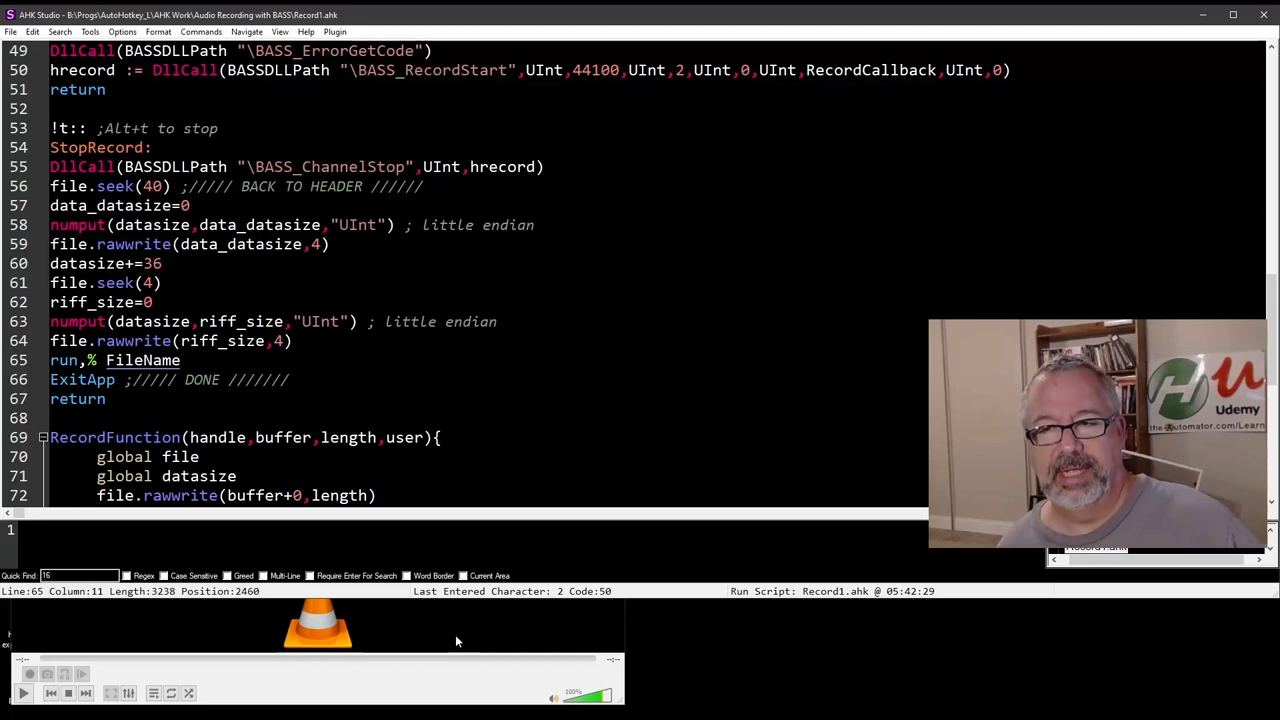 AHK Studio - B:\Progs\AutoHotkey_L\AHK Work\Audio Recording with BASS\Record1.ahk
File Edit Search Tools Options Format Commands Navigate View Help Plugin
49 DllCall(BASSDLLPath "\BASS_ErrorGetCode")
50 hrecord := DllCall(BASSDLLPath "\BASS_RecordStart",UInt,44100,UInt,2,UInt,0,UInt,RecordCallback,UInt,0)
51 return
52
53 !t:: ;Alt+t to stop
54 StopRecord:
55 DllCall(BASSDLLPath "\BASS_ChannelStop",UInt,hrecord)
56 file.seek(40) ;///// BACK TO HEADER //////
57 data_datasize=0
58 numput(datasize,data_datasize,"UInt") ; little endian
59 file.rawwrite(data_datasize,4)
60 datasize+=36
61 file.seek(4)
62 riff_size=0
63 numput(datasize,riff_size,"UInt") ; little endian
64 file.rawwrite(riff_size,4)
65 run,% FileName
66 ExitApp ;///// DONE ///////
67 return
68
69 RecordFunction(handle,buffer,length,user){
70 global file
71 global datasize
72 file.rawwrite(buffer+0,length)
H u
Udemy
the-Automator.com/Learn
1
Quick Find: 16 Regex Case Sensitive Greed Multi-Line Require Enter For Search Word Border Current Area
Line:65 Column:11 Length:3238 Position:2460 Last Entered Character: 2 Code:50 Run Script: Record1.ahk @ 05:42:29
--:-- --:--
100%